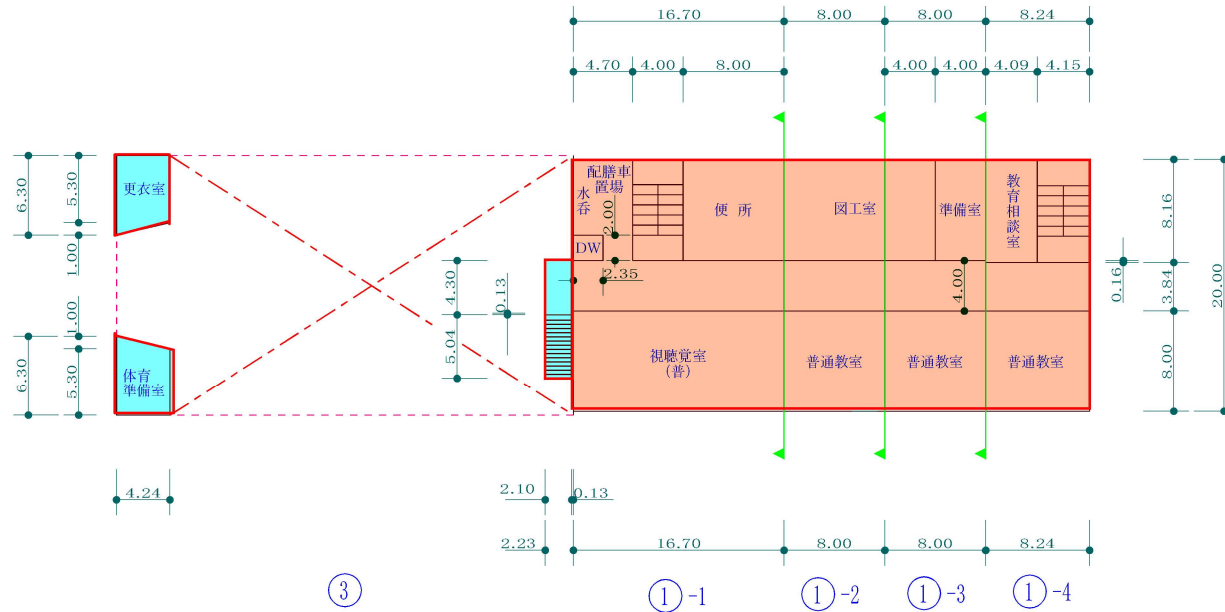 16.70 8.00 8.00 8.24
4.70 4.00 8.00 4.00 4.00 4.09 4.15
6.30 5.30 更衣室
1.00
1.00
6.30 5.30 体育
準備室
4.24
配膳車
置場
水呑
2.00
DW
2.35
便 所
図工室
準備室
教育相談室
4.30 0.13
5.04
4.00
視聴覚室
(普)
普通教室 普通教室 普通教室
8.16
0.16 3.84 20.00
8.00
2.10 0.13
2.23
16.70 8.00 8.00 8.24
③ ①-1 ①-2 ①-3 ①-4